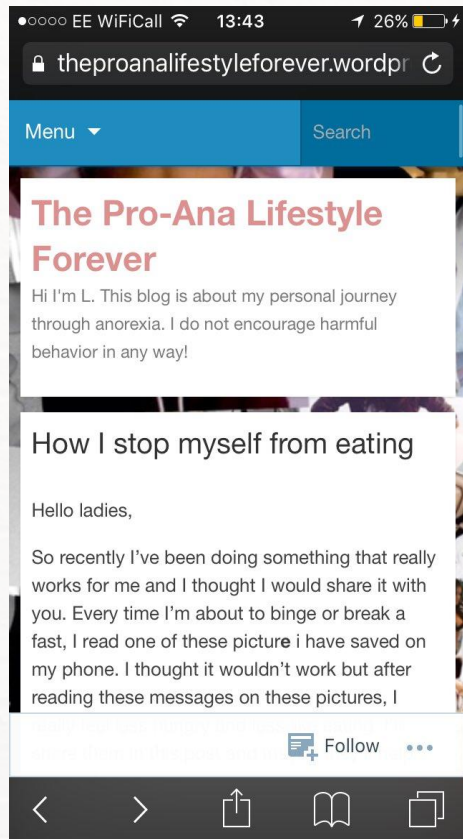 EE WiFiCall 13:43 26%
theproanalifestyleforever.wordpr
Menu Search
The Pro-Ana Lifestyle
Forever
Hi I'm L. This blog is about my personal journey
through anorexia. I do not encourage harmful
behavior in any way!
How I stop myself from eating
Hello ladies,
So recently I've been doing something that really
works for me and I thought I would share it with
you. Every time I'm about to binge or break a
fast, I read one of these picture i have saved on
my phone. I thought it wouldn't work but after
reading these messages on these pictures, I
Follow